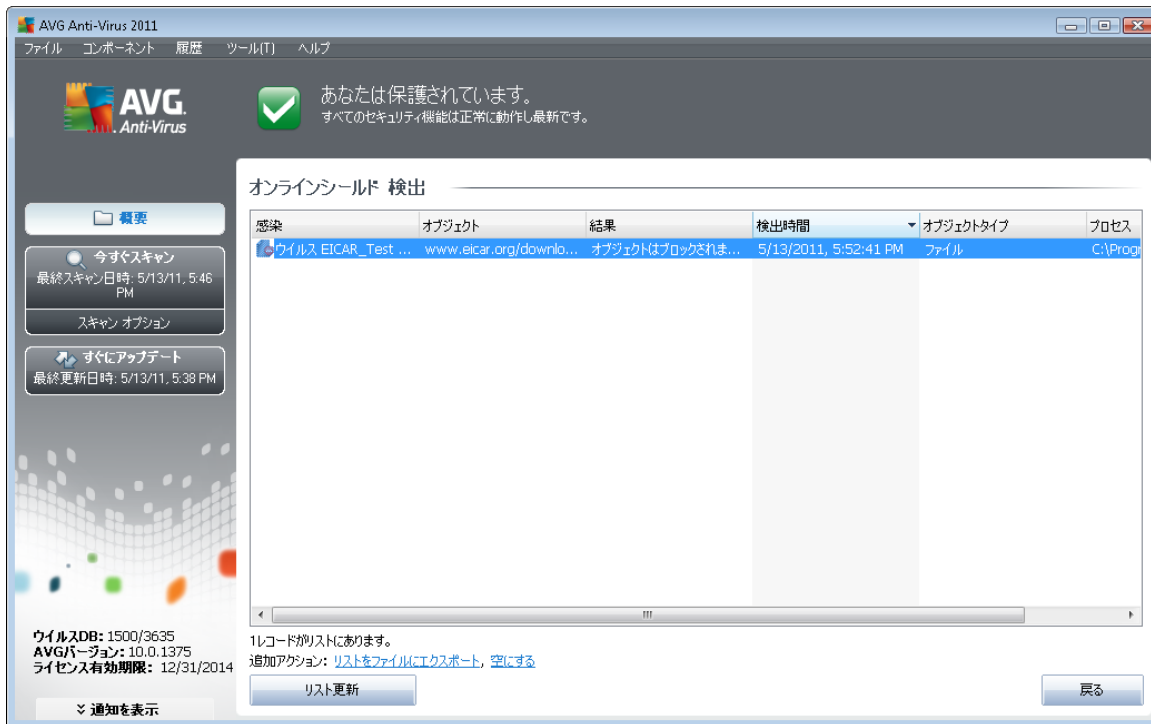 AVG Anti-Virus 2011
ファイル コンポーネント 履歴 ツール(T) ヘルプ
AVG.
Anti-Virus
あなたは保護されています。
すべてのセキュリティ機能は正常に動作し最新です。
概要
今すぐスキャン
最終スキャン日時: 5/13/11, 5:46
PM
スキャン オプション
すぐにアップデート
最終更新日時: 5/13/11, 5:38 PM
ウイルスDB: 1500/3635
AVGバージョン: 10.0.1375
ライセンス有効期限: 12/31/2014
通知を表示
オンラインシールド 検出
感染 オブジェクト 結果 検出時間 オブジェクトタイプ プロセス
ウイルス EICAR_Test ... www.eicar.org/downlo... オブジェクトはブロックされま... 5/13/2011, 5:52:41 PM ファイル C:\Progr
1レコードがリストにあります。
追加アクション: リストをファイルにエクスポート, 空にする
リスト更新
戻る